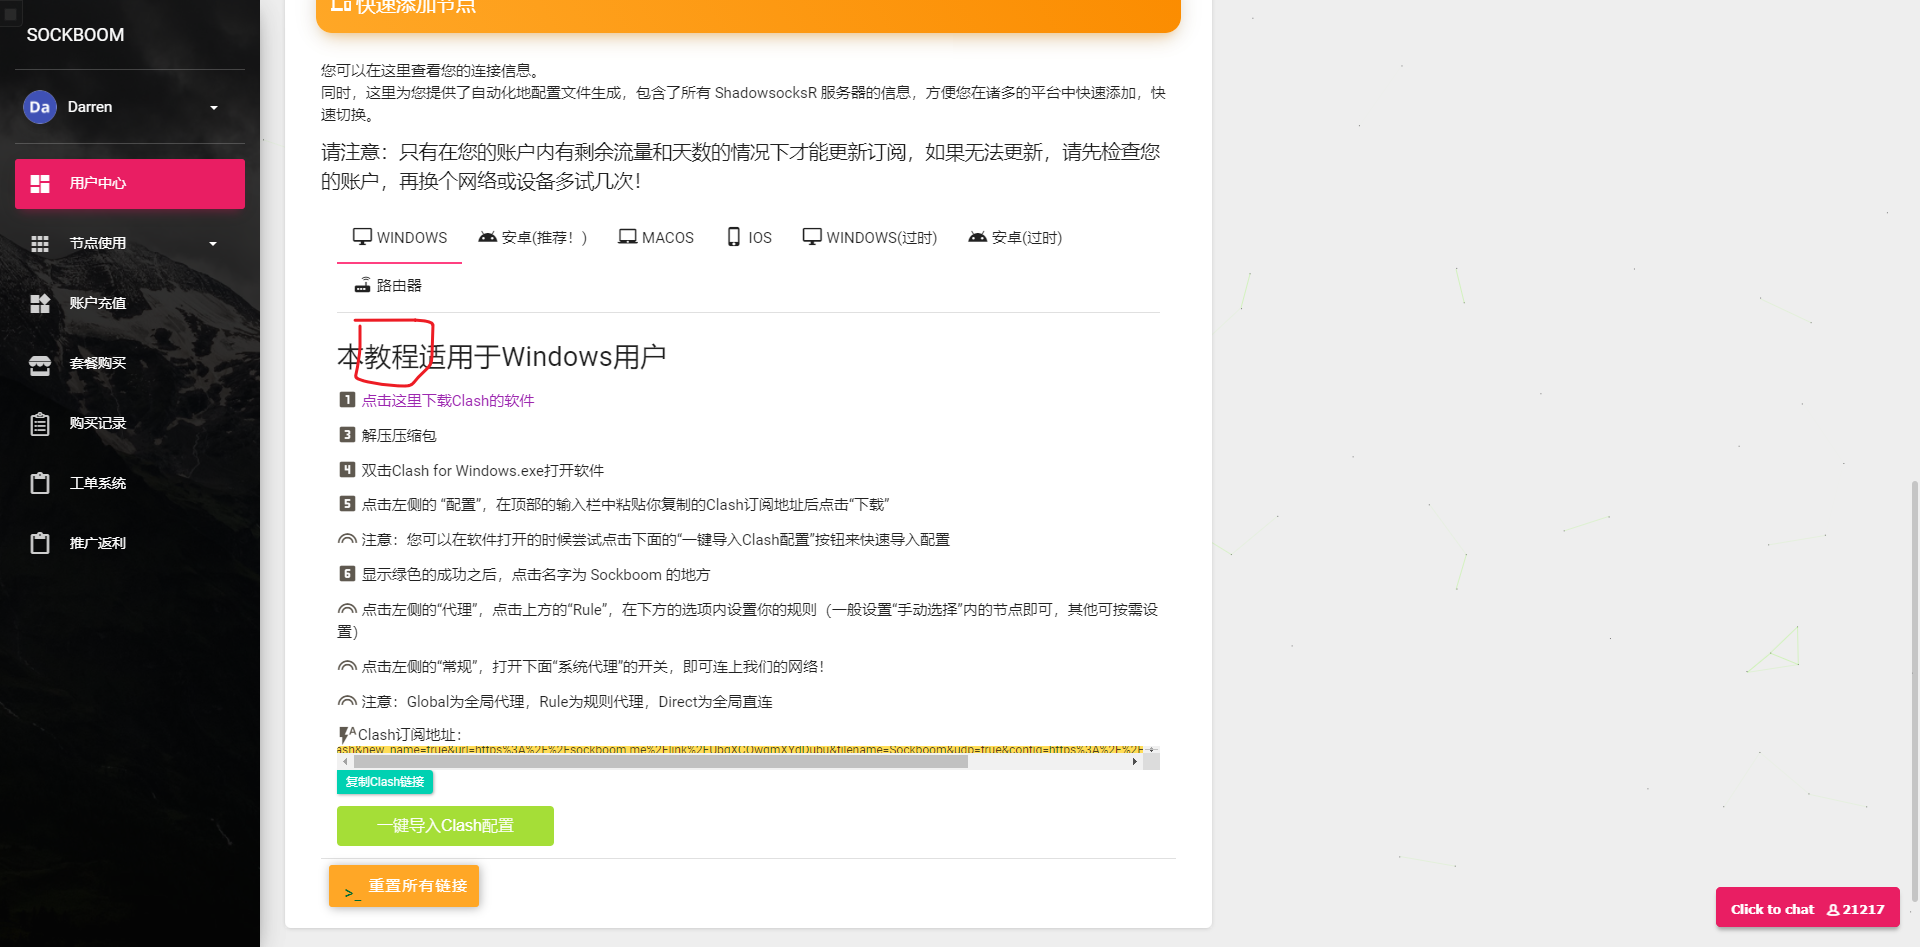 SOCKBOOM
Da Darren
用户中心
节点使用
账户充值
套餐购买
购买记录
工单系统
推广返利
快速添加节点
您可以在这里查看您的连接信息。
同时，这里为您提供了自动化地配置文件生成，包含了所有 ShadowsocksR 服务器的信息，方便您在诸多的平台中快速添加，快
速切换。
请注意：只有在您的账户内有剩余流量和天数的情况下才能更新订阅，如果无法更新，请先检查您
的账户，再换个网络或设备多试几次！
WINDOWS 安卓(推荐！) MACOS IOS WINDOWS(过时) 安卓(过时)
路由器
本教程适用于Windows用户
1 点击这里下载Clash的软件
3 解压压缩包
4 双击Clash for Windows.exe打开软件
5 点击左侧的 “配置”，在顶部的输入栏中粘贴你复制的Clash订阅地址后点击“下载”
注意：您可以在软件打开的时候尝试点击下面的“一键导入Clash配置”按钮来快速导入配置
6 显示绿色的成功之后，点击名字为 Sockboom 的地方
点击左侧的“代理”，点击上方的“Rule”，在下方的选项内设置你的规则（一般设置“手动选择”内的节点即可，其他可按需设
置）
点击左侧的“常规”，打开下面“系统代理”的开关，即可连上我们的网络！
注意：Global为全局代理，Rule为规则代理，Direct为全局直连
Clash订阅地址：
复制Clash链接
一键导入Clash配置
>_ 重置所有链接
Click to chat 21217